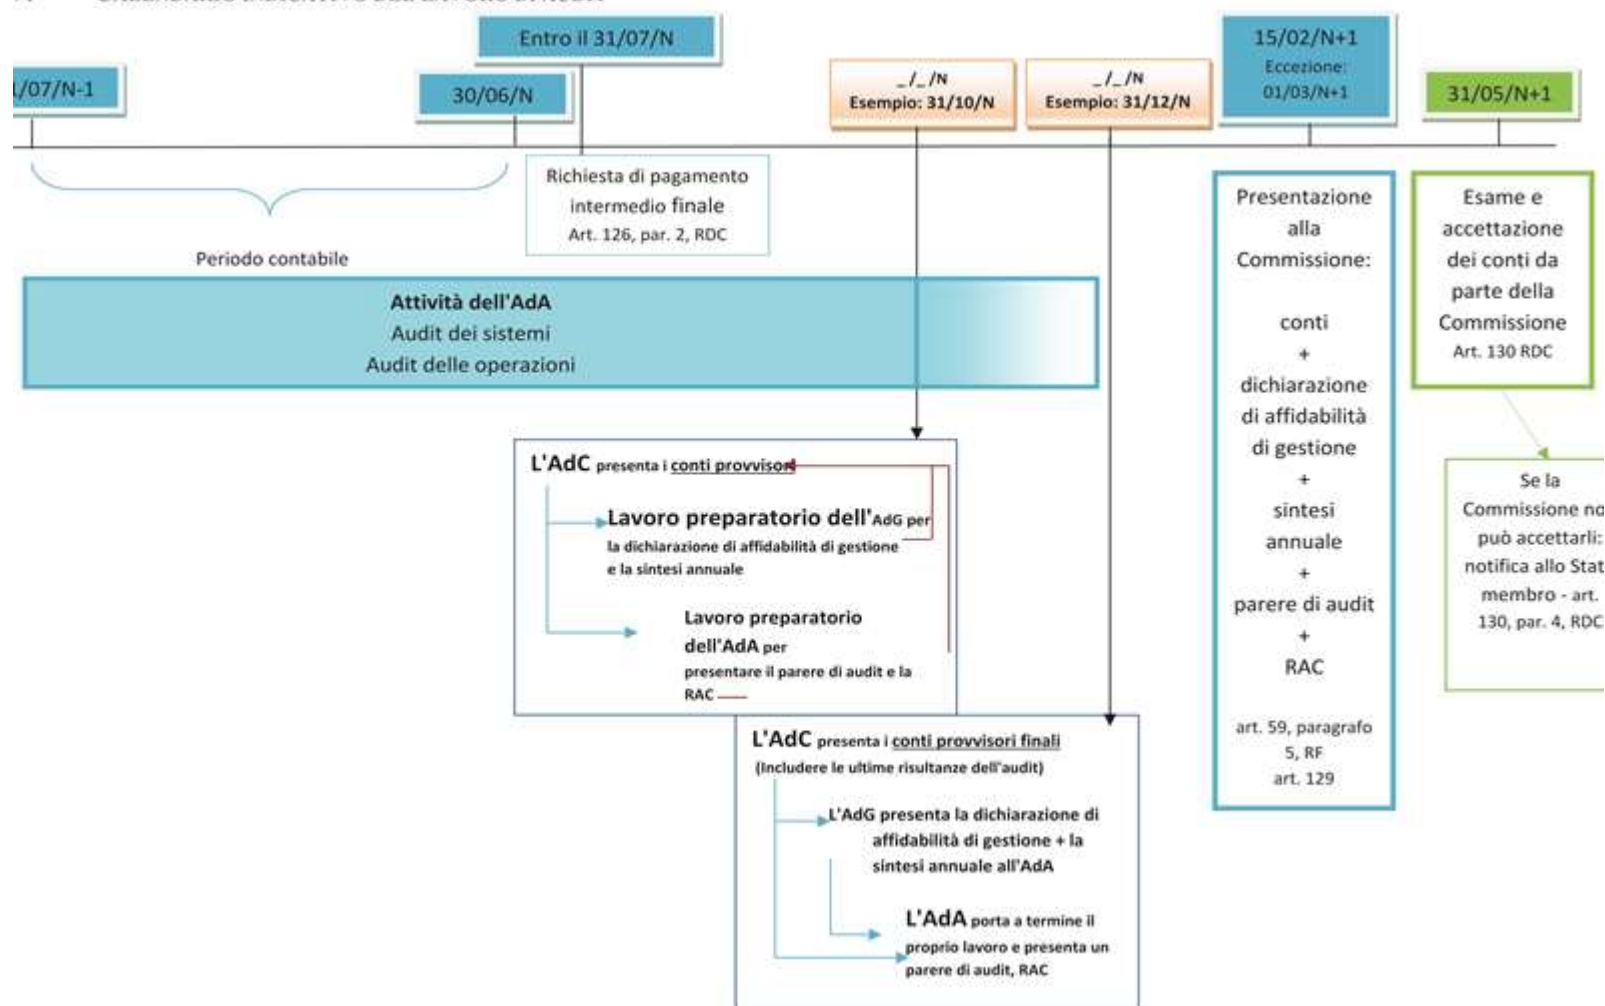 Entro il 31/07/N
/07/N-1
30/06/N
_/_/N
Esempio: 31/10/N
_/_/N
Esempio: 31/12/N
15/02/N+1
Eccezione:
01/03/N+1
31/05/N+1
Richiesta di pagamento
intermedio finale
Art. 126, par. 2, RDC
Periodo contabile
Attività dell'AdA
Audit dei sistemi
Audit delle operazioni
Presentazione
alla
Commissione:
conti
+
dichiarazione
di affidabilità
di gestione
+
sintesi
annuale
+
parere di audit
+
RAC
art. 59, paragrafo
5, RF
art. 129
Esame e
accettazione
dei conti da
parte della
Commissione
Art. 130 RDC
Se la
Commissione no
può accettarli:
notifica allo Stat
membro - art.
130, par. 4, RDC
L'AdC presenta i conti provvisori
Lavoro preparatorio dell'AdG per
la dichiarazione di affidabilità di gestione
e la sintesi annuale
Lavoro preparatorio
dell'AdA per
presentare il parere di audit e la
RAC
L'AdC presenta i conti provvisori finali
(Includere le ultime risultanze dell'audit)
L'AdG presenta la dichiarazione di
affidabilità di gestione + la
sintesi annuale all'AdA
L'AdA porta a termine il
proprio lavoro e presenta un
parere di audit, RAC